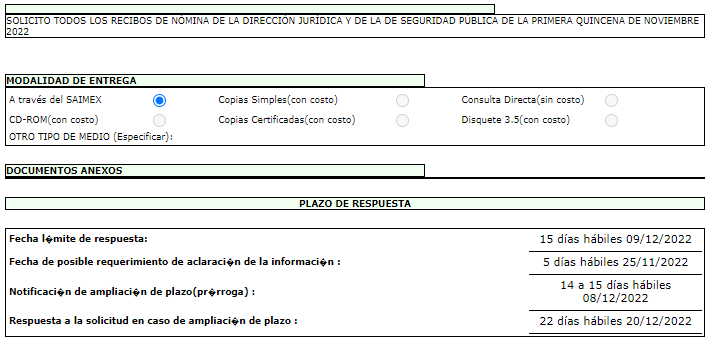 SOLICITO TODOS LOS RECIBOS DE NÓMINA DE LA DIRECCIÓN JURÍDICA Y DE LA DE SEGURIDAD PÚBLICA DE LA PRIMERA QUINCENA DE NOVIEMBRE
2022
MODALIDAD DE ENTREGA
A través del SAIMEX Copias Simples(con costo) Consulta Directa(sin costo)
CD-ROM(con costo) Copias Certificadas(con costo) Disquete 3.5(con costo)
OTRO TIPO DE MEDIO (Especificar):
DOCUMENTOS ANEXOS
PLAZO DE RESPUESTA
Fecha l�mite de respuesta: 15 días hábiles 09/12/2022
Fecha de posible requerimiento de aclaraci�n de la informaci�n : 5 días hábiles 25/11/2022
Notificaci�n de ampliaci�n de plazo(pr�rroga) : 14 a 15 días hábiles
08/12/2022
Respuesta a la solicitud en caso de ampliaci�n de plazo : 22 días hábiles 20/12/2022